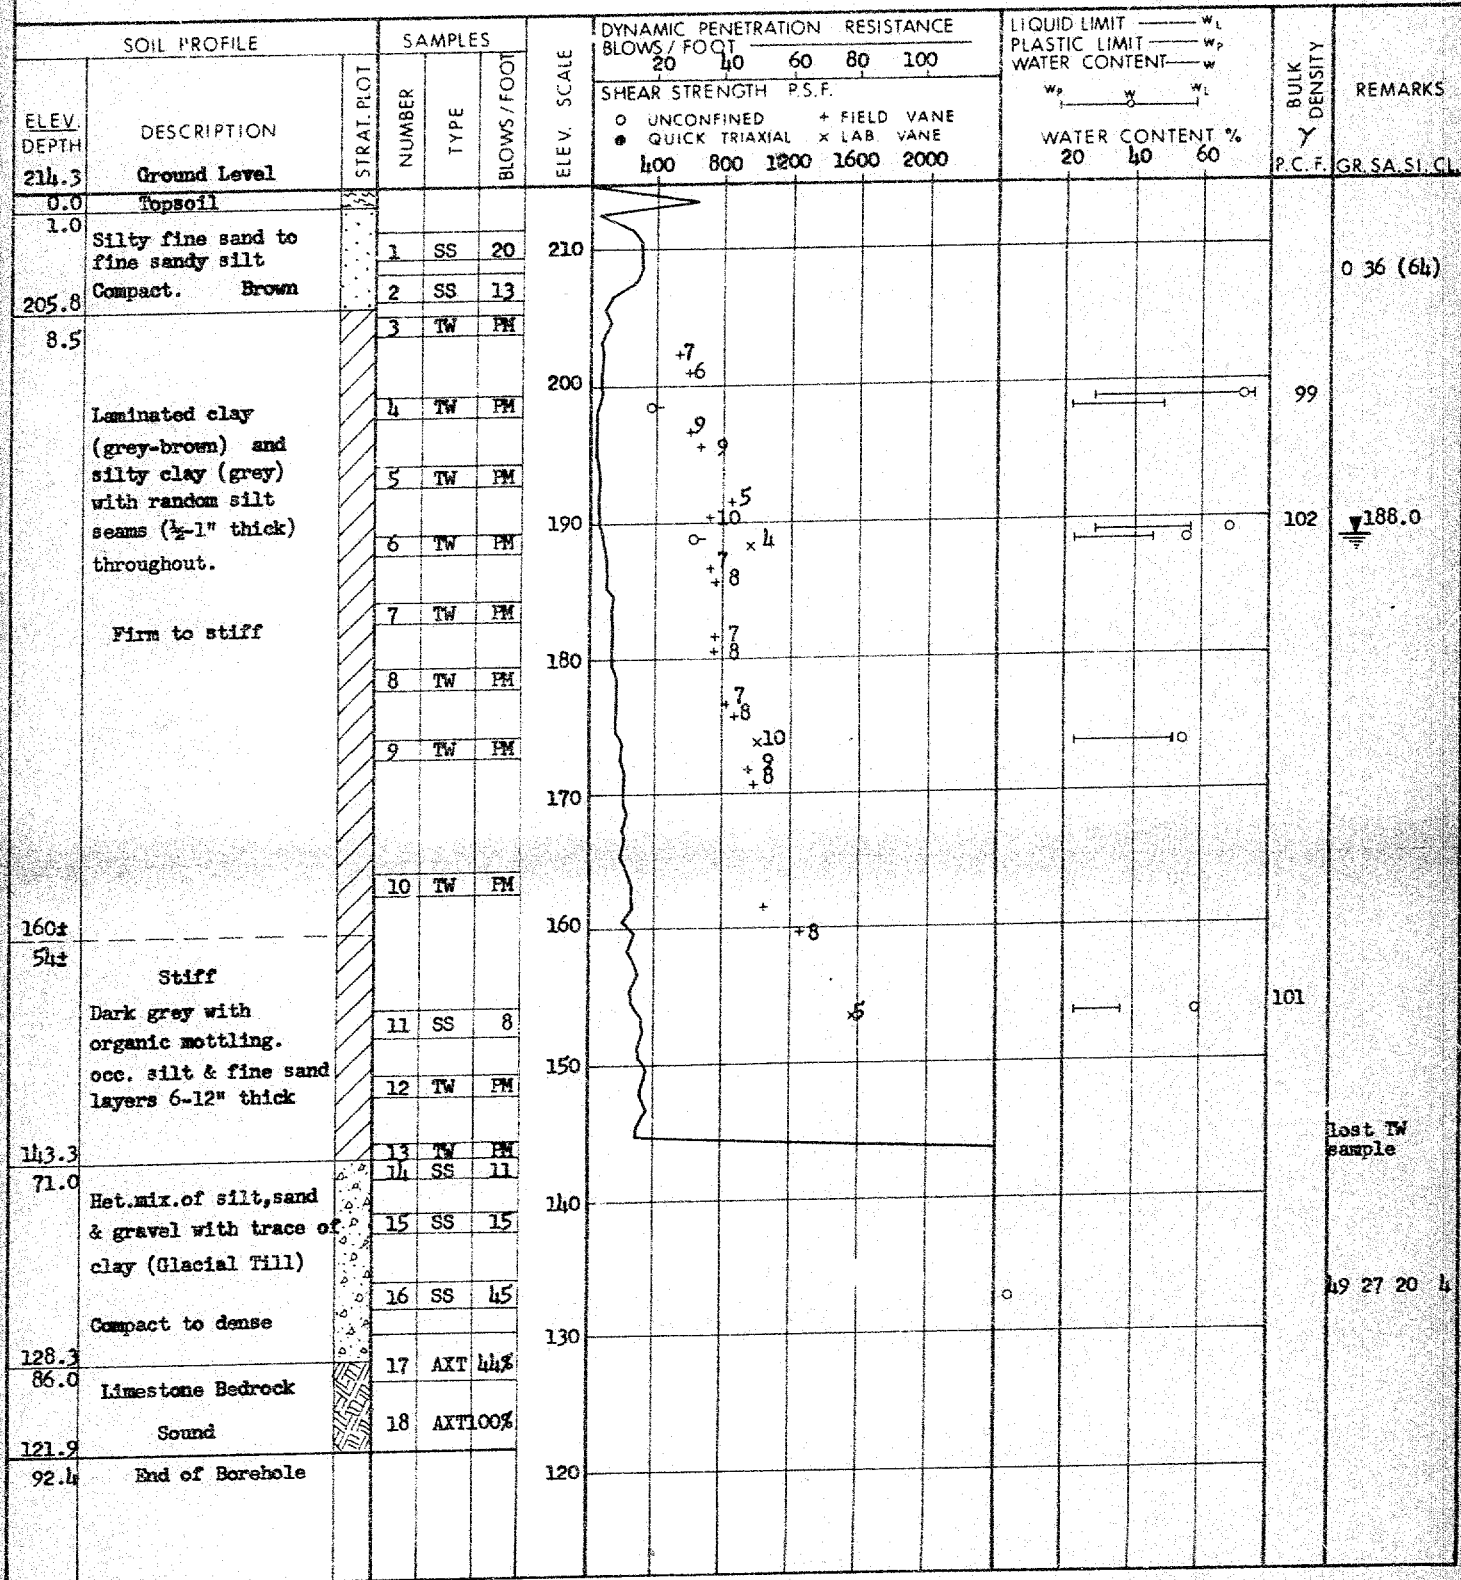 SOIL PROFILE
SAMPLES
ELEV. SCALE
DYNAMIC PENETRATION RESISTANCE
BLOWS / FOOT
20 40 60 80 100
SHEAR STRENGTH P.S.F.
o UNCONFINED + FIELD VANE
● QUICK TRIAXIAL × LAB. VANE
400 800 1200 1600 2000
LIQUID LIMIT wL
PLASTIC LIMIT wP
WATER CONTENT w
wP w wL
WATER CONTENT %
20 40 60
BULK DENSITY
γ
P.C.F.
REMARKS
GR. SA. SI. CL.
ELEV.
DEPTH
DESCRIPTION
STRAT. PLOT
NUMBER
TYPE
BLOWS / FOOT
214.3 Ground Level
0.0 Topsoil
1.0
Silty fine sand to
fine sandy silt
Compact. Brown
205.8
8.5
Laminated clay
(grey-brown) and
silty clay (grey)
with random silt
seams (½-1" thick)
throughout.
Firm to stiff
160±
54±
Stiff
Dark grey with
organic mottling.
occ. silt & fine sand
layers 6-12" thick
143.3
71.0
Het.mix.of silt,sand
& gravel with trace of
clay (Glacial Till)
Compact to dense
128.3
86.0
Limestone Bedrock
Sound
121.9
92.4 End of Borehole
1 SS 20
2 SS 13
3 TW PM
4 TW PM
5 TW PM
6 TW PM
7 TW PM
8 TW PM
9 TW PM
10 TW PM
11 SS 8
12 TW PM
13 TW PM
14 SS 11
15 SS 15
16 SS 45
17 AXT 44%
18 AXT 100%
210
200
190
180
170
160
150
140
130
120
+7
+6
+9
+ 9
+5
+10
× 4
+7
+ 8
+7
+ 8
+7
+8
×10
+ 9
+ 8
+
+8
×5
99
102
101
0 36 (64)
188.0
lost TW
sample
49 27 20 4